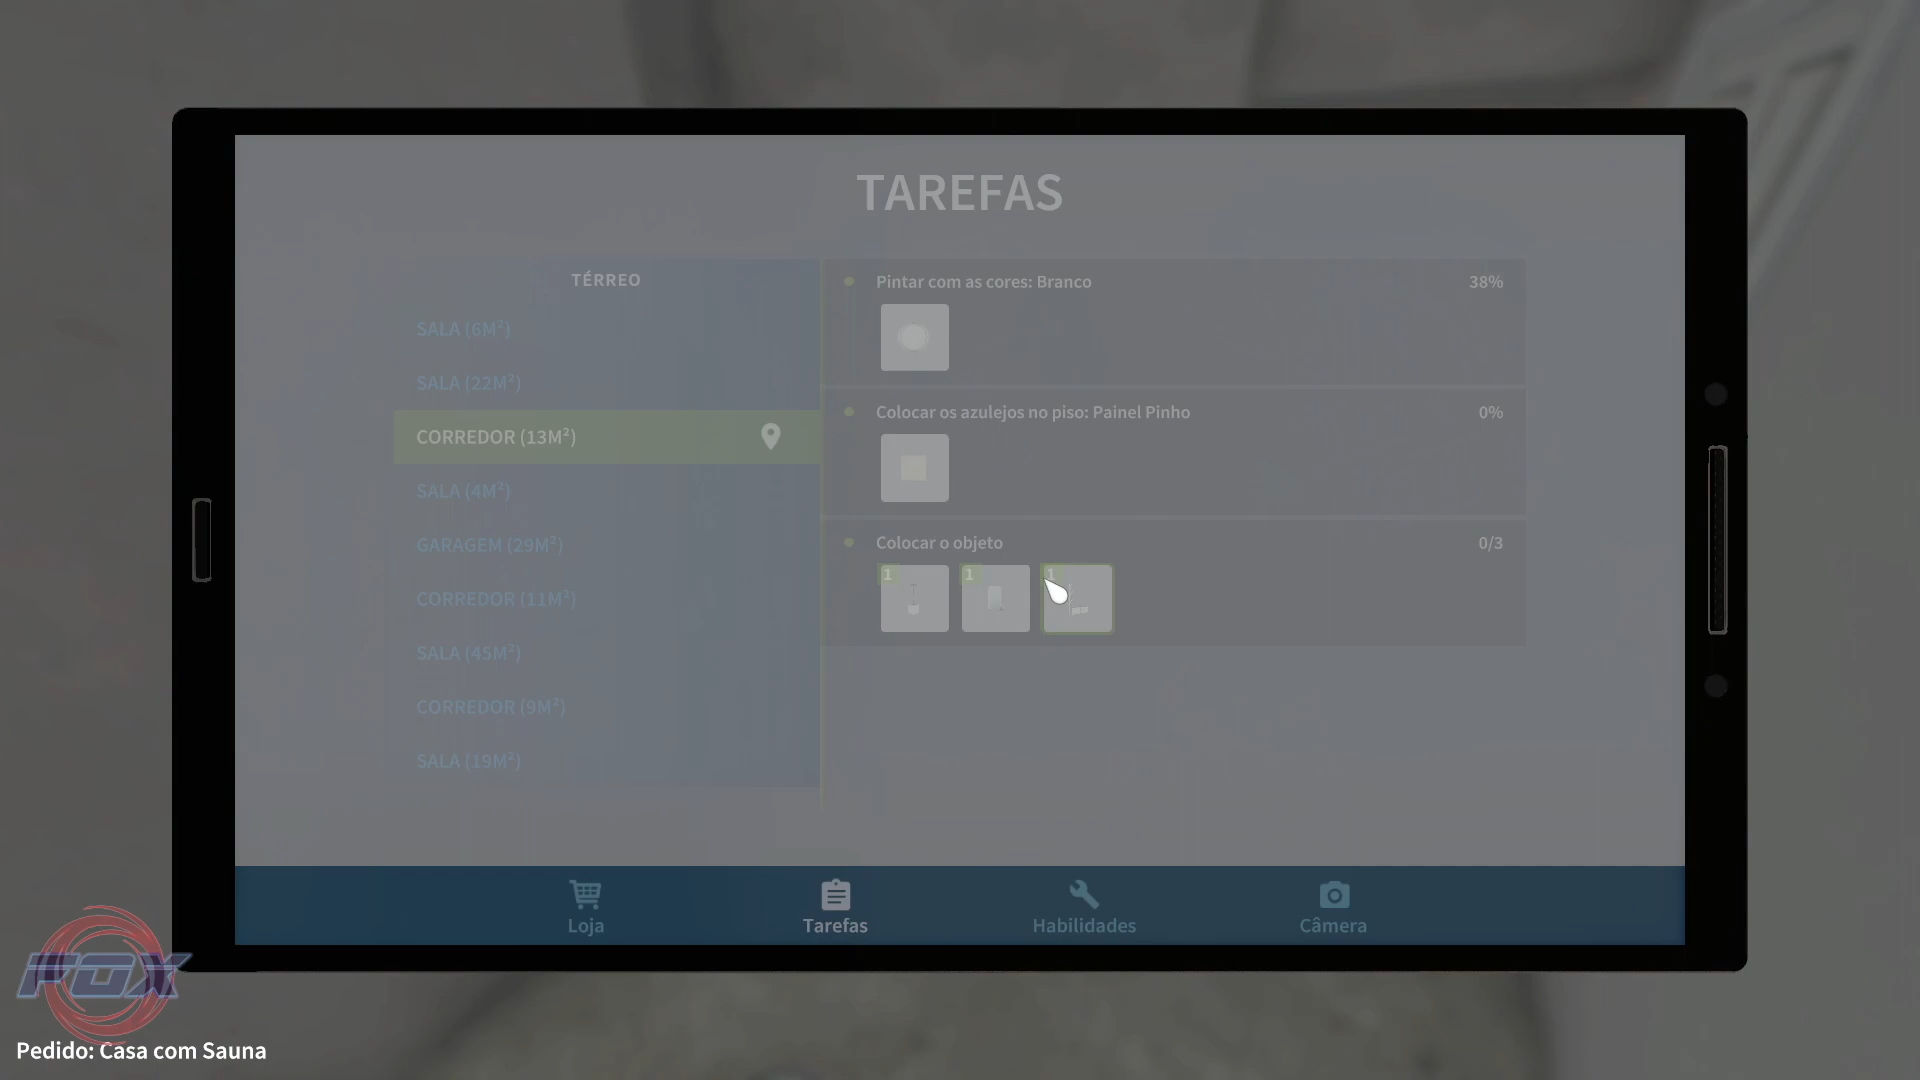 TAREFAS
TÉRREO
SALA (6M²)
SALA (22M²)
CORREDOR (13M²)
SALA (4M²)
GARAGEM (29M²)
CORREDOR (11M²)
SALA (45M²)
CORREDOR (9M²)
SALA (19M²)
Pintar com as cores: Branco 38%
Colocar os azulejos no piso: Painel Pinho 0%
Colocar o objeto 0/3
1 1 1
Loja Tarefas Habilidades Câmera
FOX
Pedido: Casa com Sauna